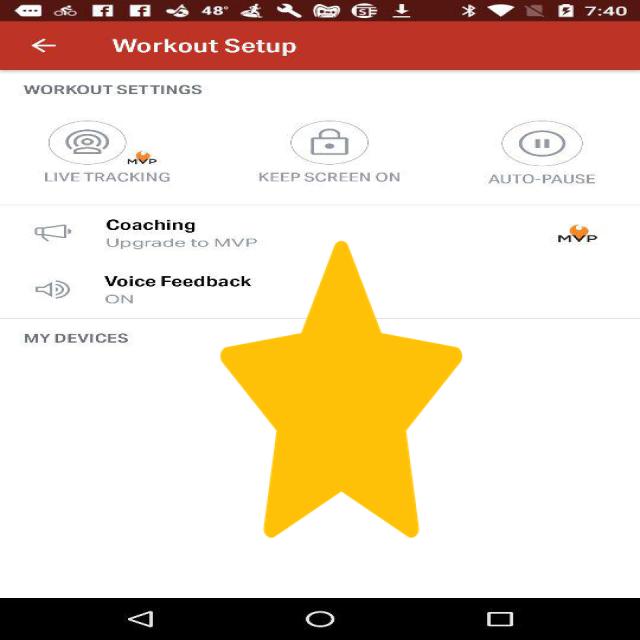 48° 7:40
Workout Setup
WORKOUT SETTINGS
MVP
LIVE TRACKING KEEP SCREEN ON AUTO-PAUSE
Coaching
Upgrade to MVP MVP
Voice Feedback
ON
MY DEVICES